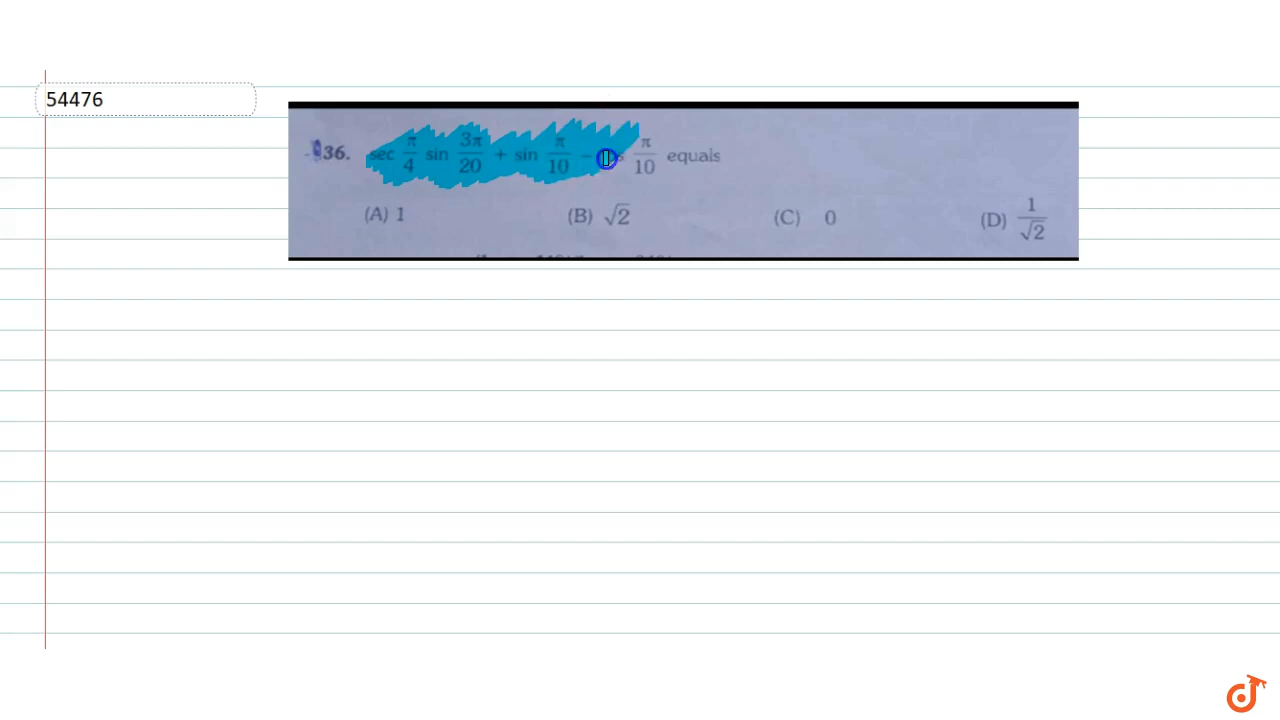 54476
36. sec π/4 sin 3π/20 + sin π/10 − π/10 equals
(A) 1 (B) √2 (C) 0 (D) 1/√2